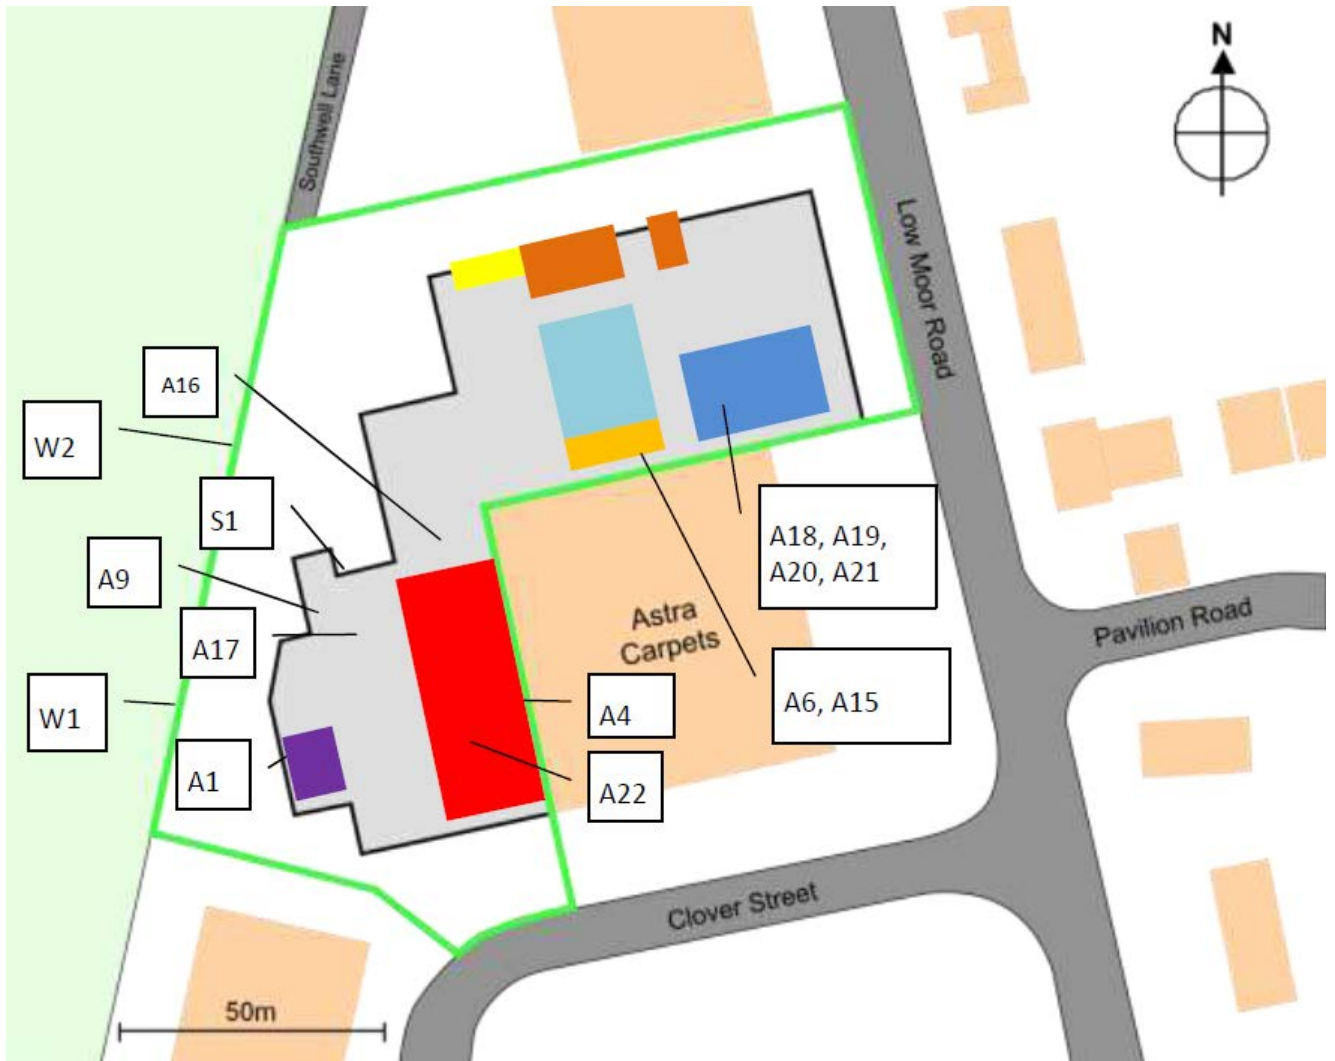 Southwell Lane
N
Low Moor Road
A16
W2
S1
A18, A19,
A20, A21
A9
Astra
Carpets
A17
Pavilion Road
A4
A6, A15
W1
A1
A22
Clover Street
50m